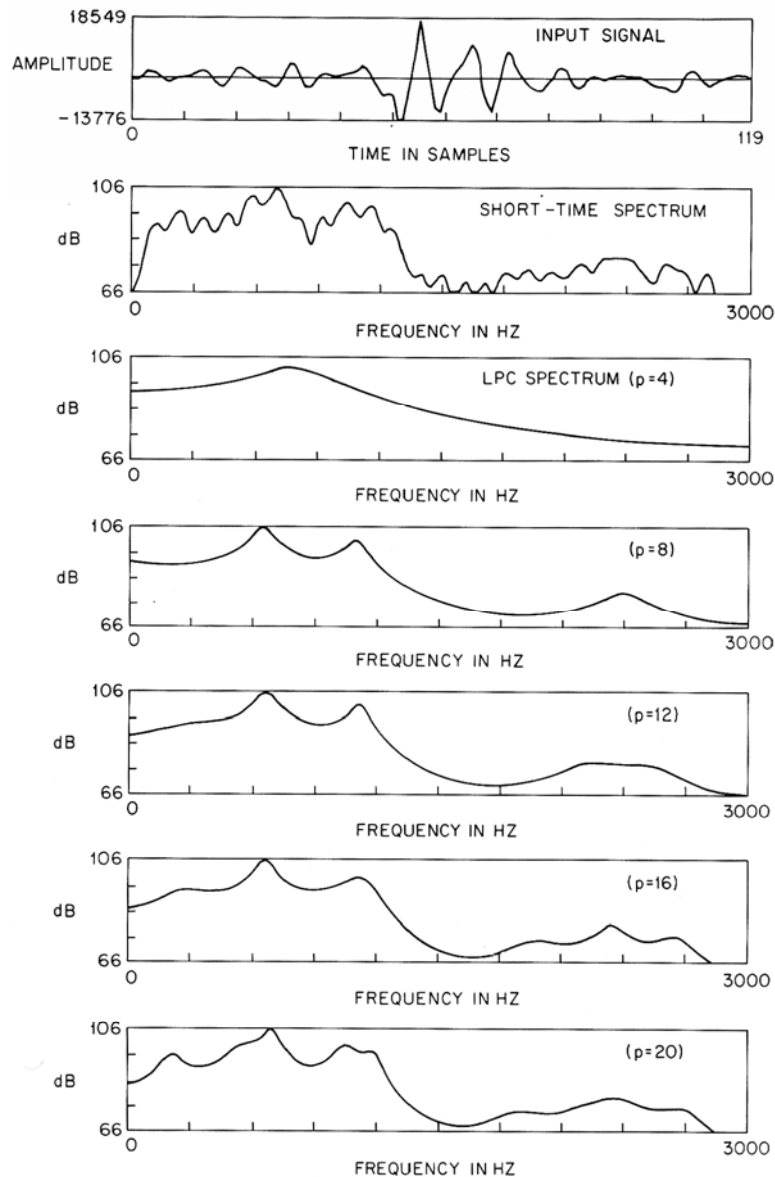 18549
INPUT SIGNAL
AMPLITUDE
-13776
0
119
TIME IN SAMPLES
106
SHORT-TIME SPECTRUM
dB
66
0
3000
FREQUENCY IN HZ
106
LPC SPECTRUM (p=4)
dB
66
0
3000
FREQUENCY IN HZ
106
(p=8)
dB
66
0
3000
FREQUENCY IN HZ
106
(p=12)
dB
66
0
3000
FREQUENCY IN HZ
106
(p=16)
dB
66
0
3000
FREQUENCY IN HZ
106
(p=20)
dB
66
0
3000
FREQUENCY IN HZ